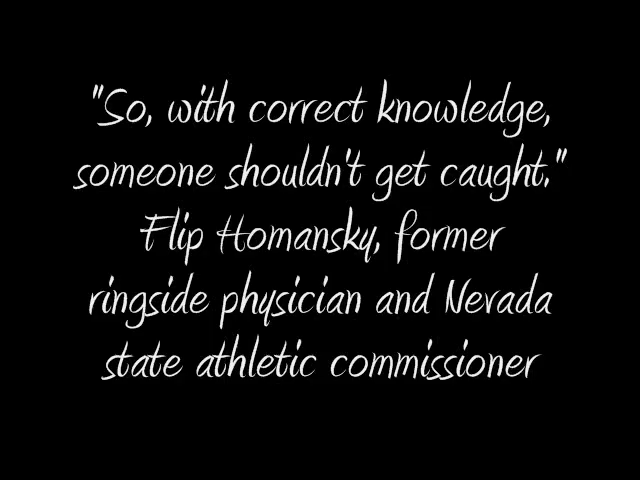 "So, with correct knowledge,
someone shouldn't get caught."
Flip Homansky, former
ringside physician and Nevada
state athletic commissioner